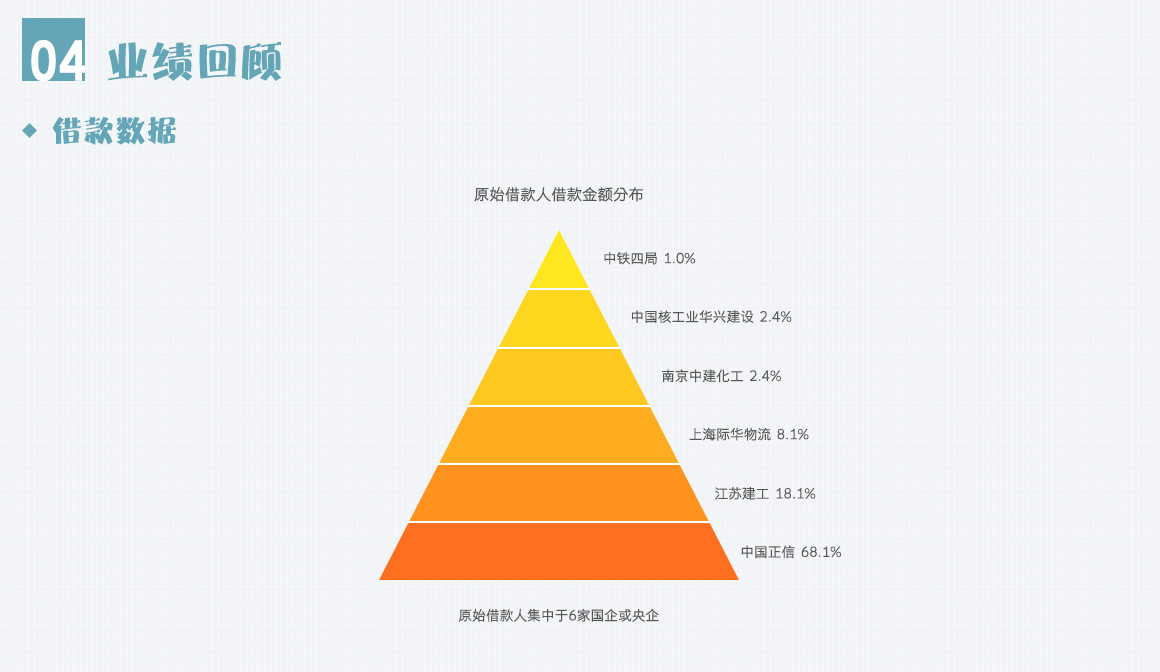 04 业绩回顾
借款数据
原始借款人借款金额分布
中铁四局 1.0%
中国核工业华兴建设 2.4%
南京中建化工 2.4%
上海际华物流 8.1%
江苏建工 18.1%
中国正信 68.1%
原始借款人集中于6家国企或央企